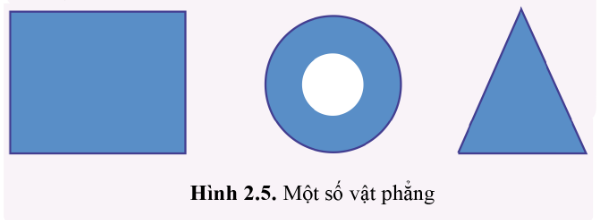 Hình 2.5. Một số vật phẳng